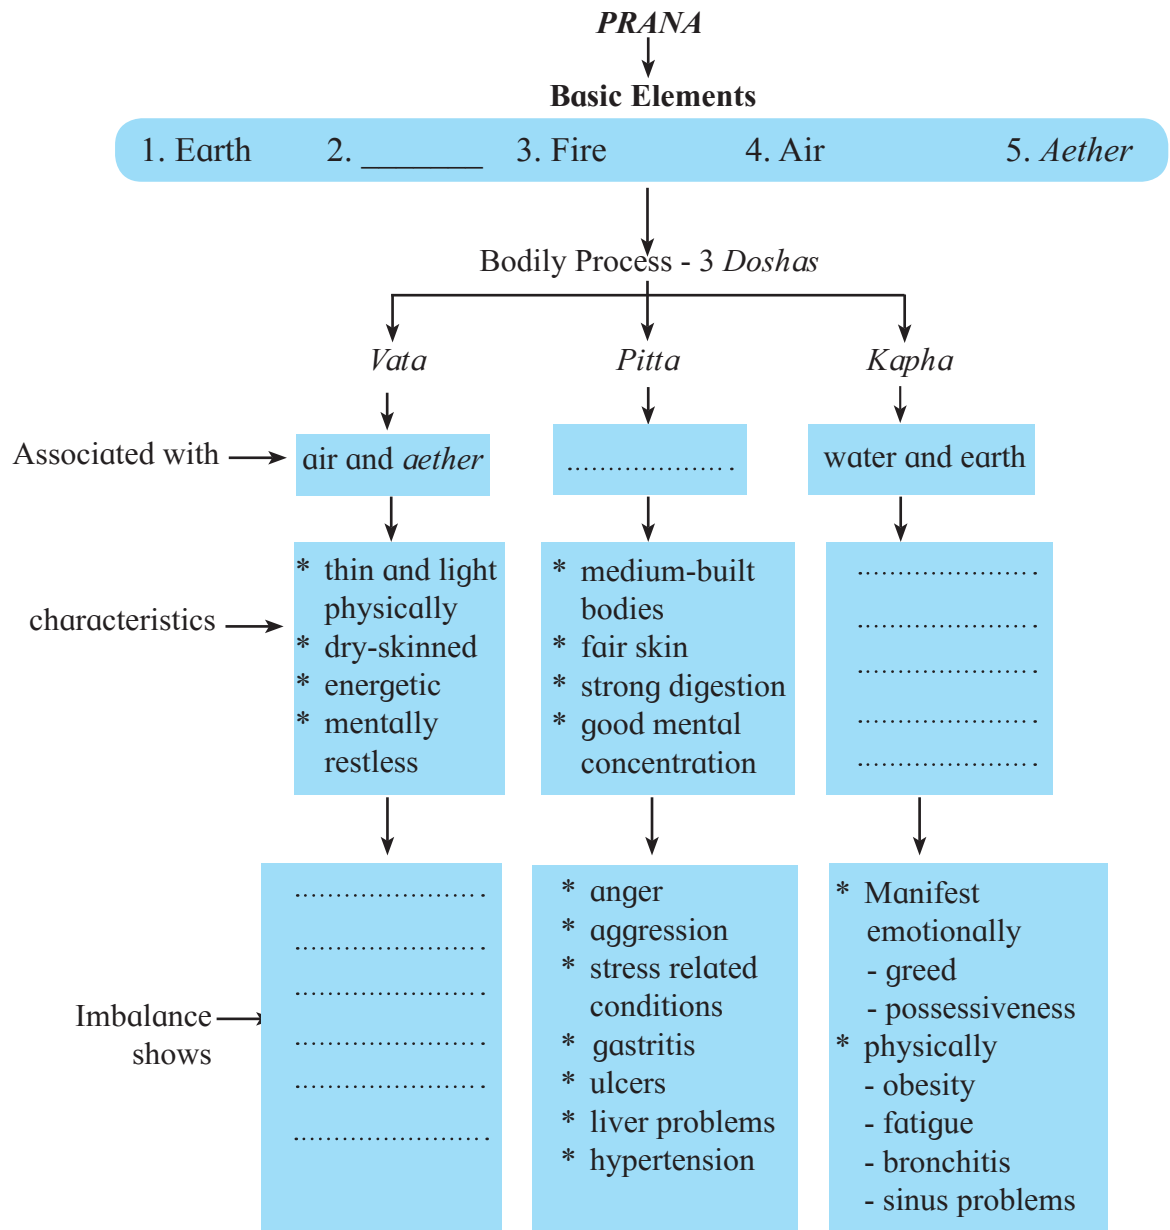 PRANA
Basic Elements
1. Earth 2. _______ 3. Fire 4. Air 5. Aether
Bodily Process - 3 Doshas
Vata Pitta Kapha
Associated with
air and aether
.................... .
water and earth
characteristics
* thin and light
physically
* dry-skinned
* energetic
* mentally
restless
* medium-built
bodies
* fair skin
* strong digestion
* good mental
concentration
...................... .
...................... .
...................... .
...................... .
...................... .
Imbalance
shows
....................... .
....................... .
....................... .
....................... .
....................... .
....................... .
* anger
* aggression
* stress related
conditions
* gastritis
* ulcers
* liver problems
* hypertension
* Manifest
emotionally
- greed
- possessiveness
* physically
- obesity
- fatigue
- bronchitis
- sinus problems